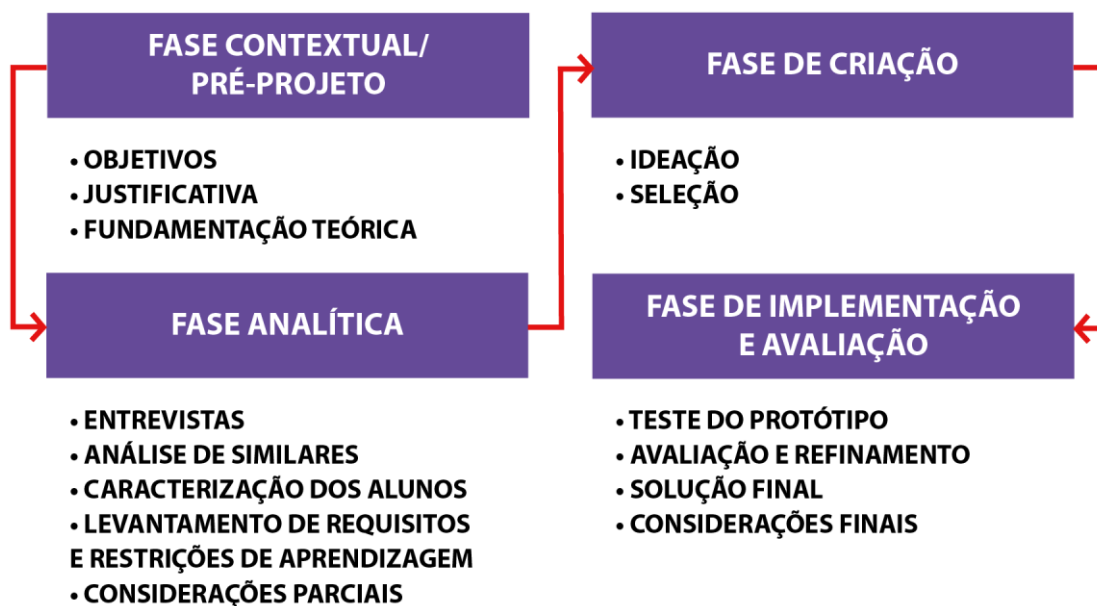 FASE CONTEXTUAL/
PRÉ-PROJETO
• OBJETIVOS
• JUSTIFICATIVA
• FUNDAMENTAÇÃO TEÓRICA
FASE ANALÍTICA
• ENTREVISTAS
• ANÁLISE DE SIMILARES
• CARACTERIZAÇÃO DOS ALUNOS
• LEVANTAMENTO DE REQUISITOS
E RESTRIÇÕES DE APRENDIZAGEM
• CONSIDERAÇÕES PARCIAIS
FASE DE CRIAÇÃO
• IDEAÇÃO
• SELEÇÃO
FASE DE IMPLEMENTAÇÃO
E AVALIAÇÃO
• TESTE DO PROTÓTIPO
• AVALIAÇÃO E REFINAMENTO
• SOLUÇÃO FINAL
• CONSIDERAÇÕES FINAIS